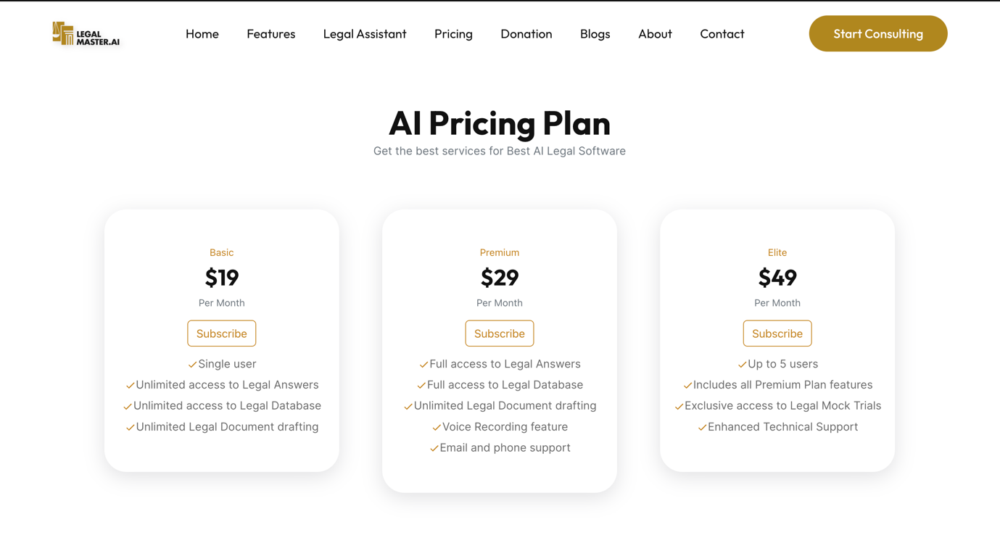 LEGAL
MASTER.AI
Home Features Legal Assistant Pricing Donation Blogs About Contact Start Consulting
AI Pricing Plan
Get the best services for Best AI Legal Software
Basic
$19
Per Month
Subscribe
Single user
Unlimited access to Legal Answers
Unlimited access to Legal Database
Unlimited Legal Document drafting
Premium
$29
Per Month
Subscribe
Full access to Legal Answers
Full access to Legal Database
Unlimited Legal Document drafting
Voice Recording feature
Email and phone support
Elite
$49
Per Month
Subscribe
Up to 5 users
Includes all Premium Plan features
Exclusive access to Legal Mock Trials
Enhanced Technical Support